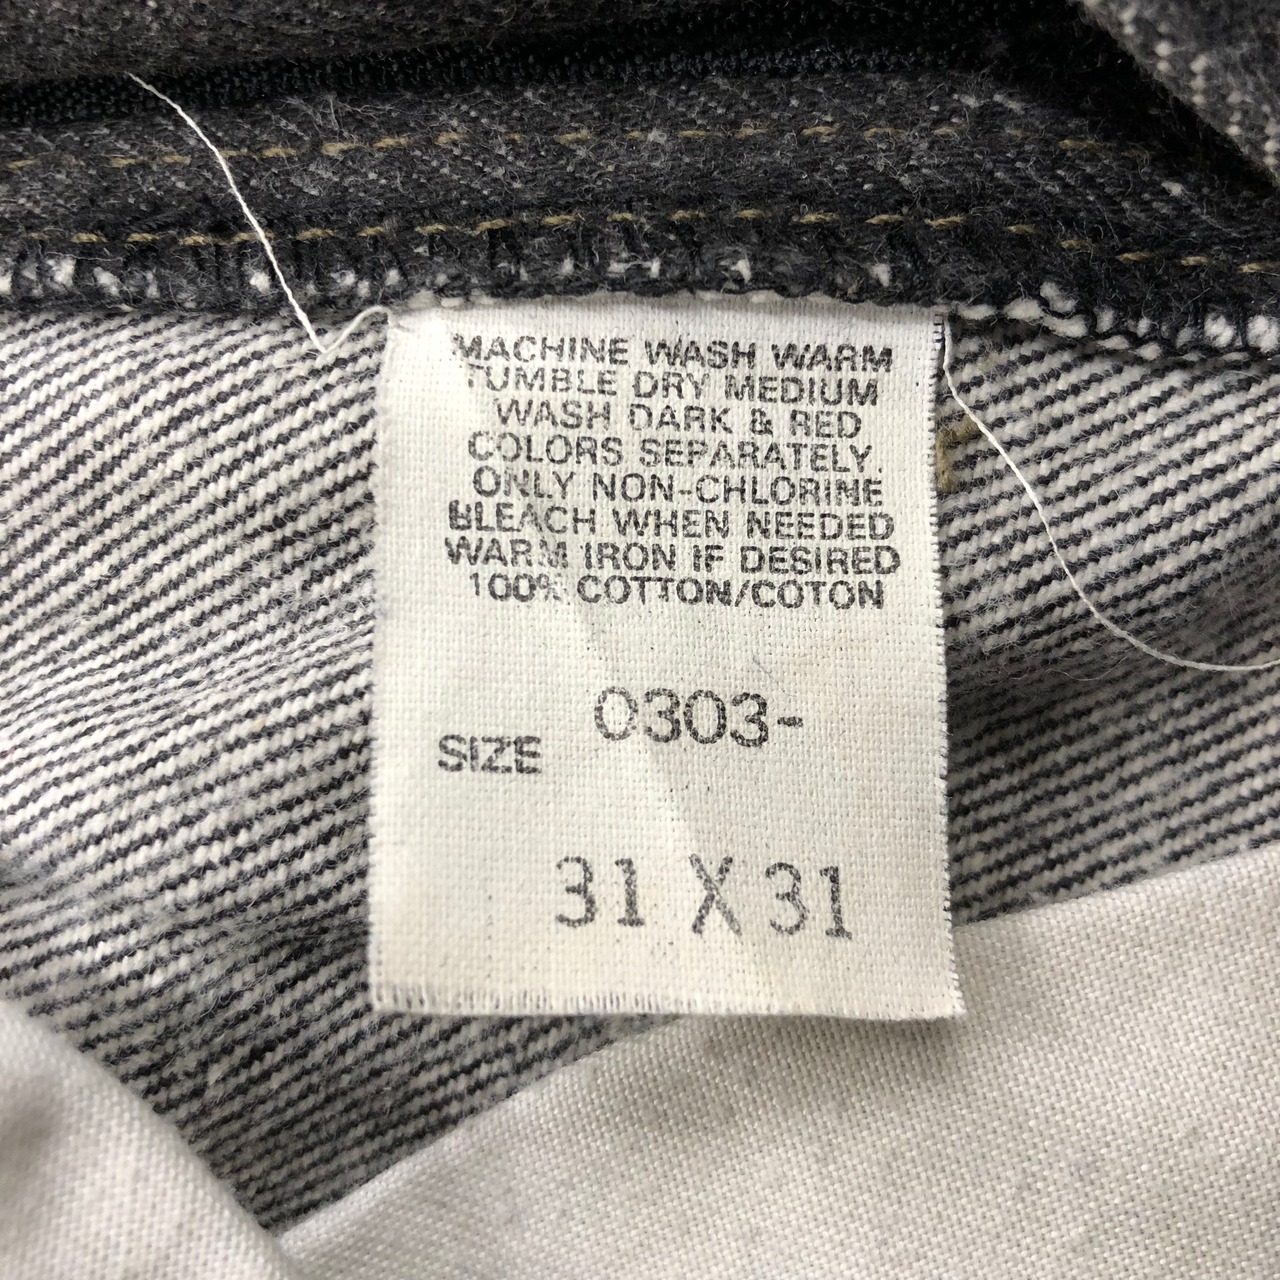 MACHINE WASH WARM
TUMBLE DRY MEDIUM
WASH DARK & RED
COLORS SEPARATELY.
ONLY NON-CHLORINE
BLEACH WHEN NEEDED
WARM IRON IF DESIRED
100% COTTON/COTON
0303-
SIZE
31 X 31